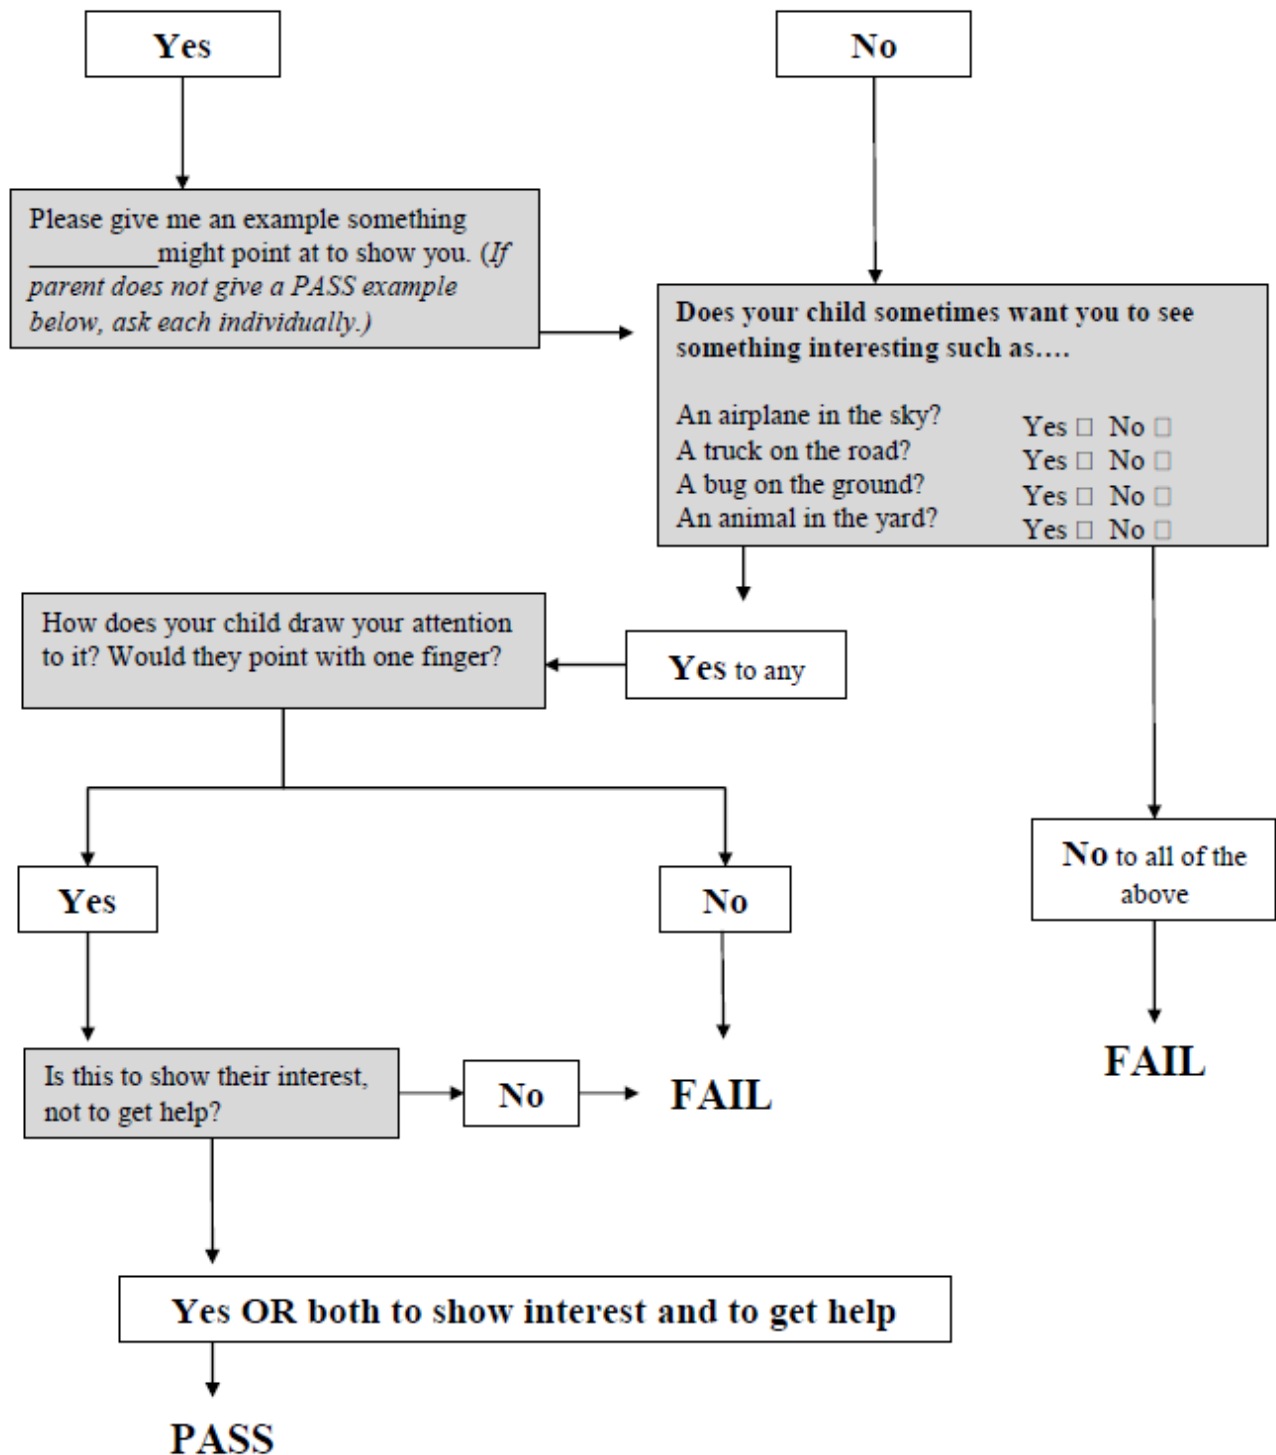 Yes
No
Please give me an example something
_________might point at to show you. (If
parent does not give a PASS example
below, ask each individually.)
Does your child sometimes want you to see
something interesting such as….
An airplane in the sky? Yes □ No □
A truck on the road? Yes □ No □
A bug on the ground? Yes □ No □
An animal in the yard? Yes □ No □
How does your child draw your attention
to it? Would they point with one finger?
Yes to any
No to all of the
above
Yes
No
FAIL
Is this to show their interest,
not to get help?
No
FAIL
Yes OR both to show interest and to get help
PASS